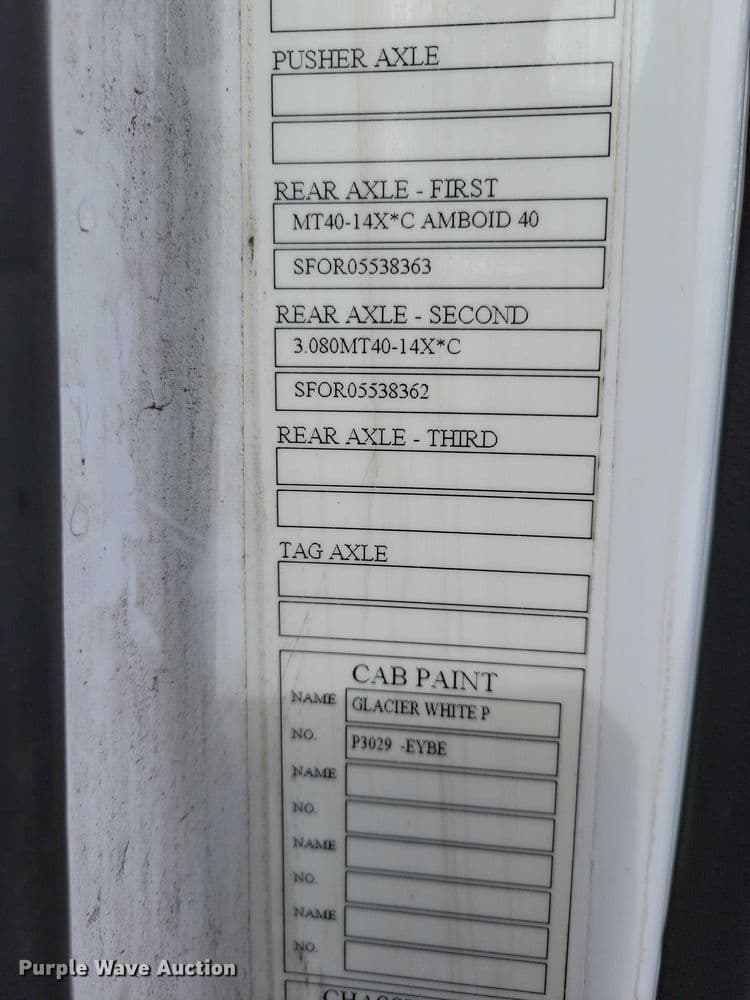 PUSHER AXLE
REAR AXLE - FIRST
MT40-14X*C AMBOID 40
SFOR05538363
REAR AXLE - SECOND
3.080MT40-14X*C
SFOR05538362
REAR AXLE - THIRD
TAG AXLE
CAB PAINT
NAME GLACIER WHITE P
NO. P3029 -EYBE
NAME
NO.
NAME
NO.
NAME
NO.
Purple Wave Auction